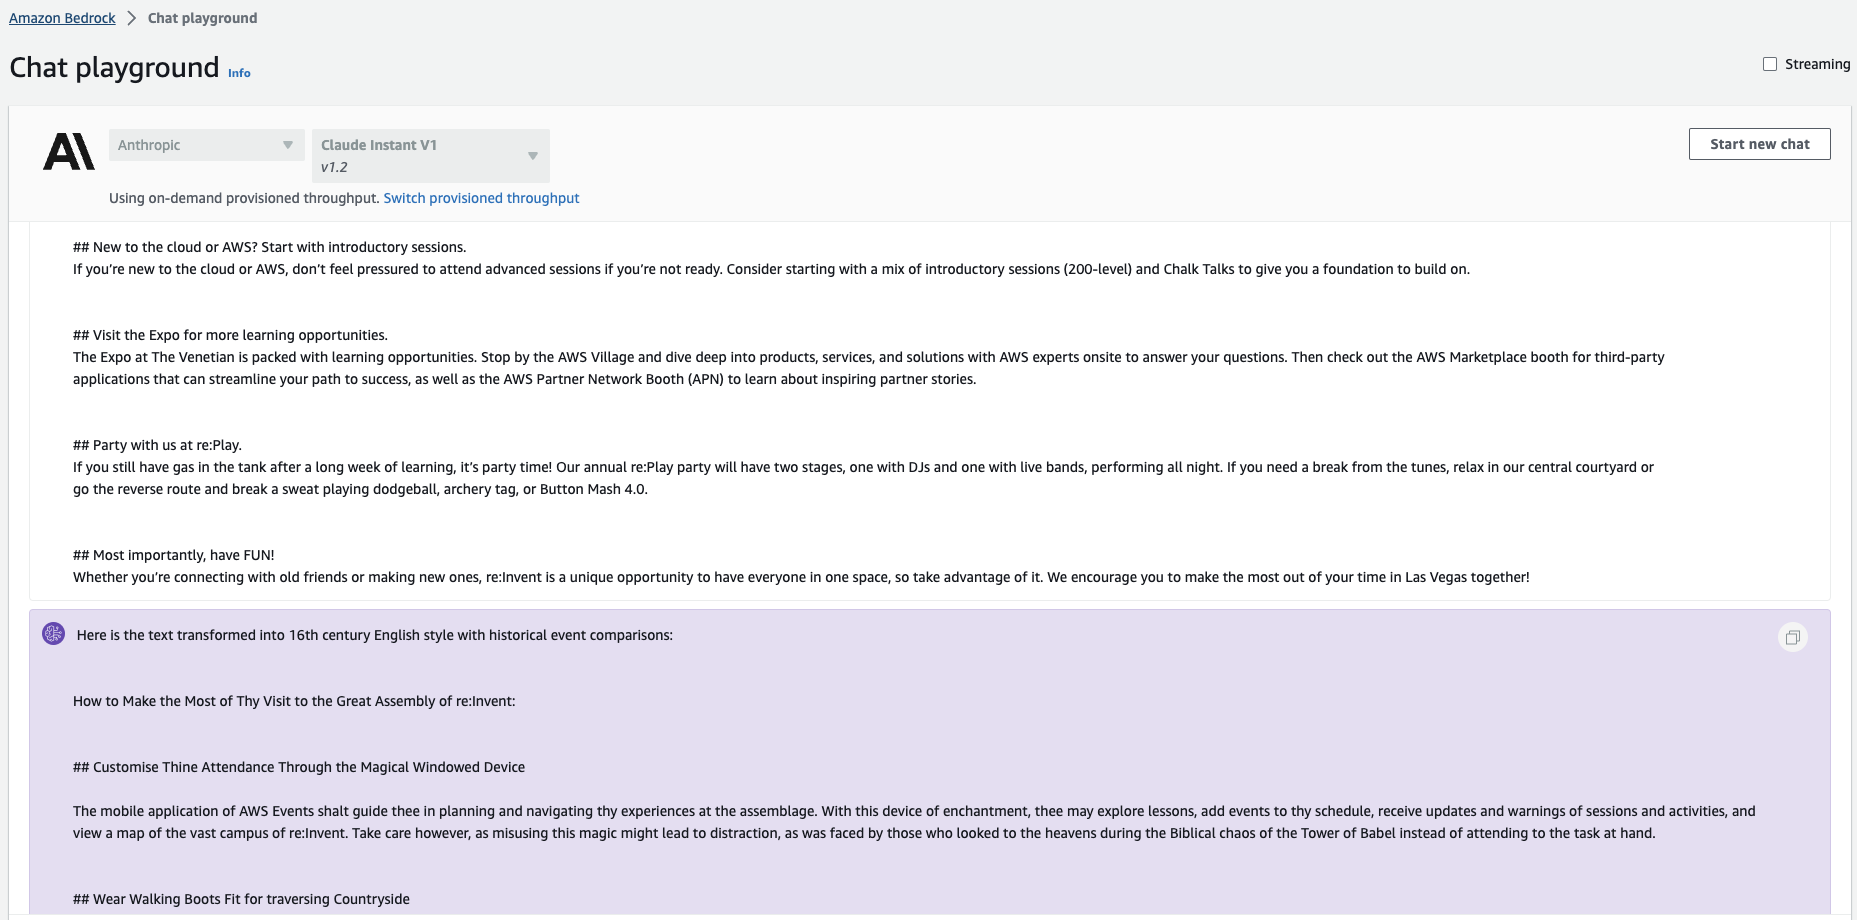 Amazon Bedrock > Chat playground
Chat playground Info
Streaming
Anthropic
Claude Instant V1
v1.2
Start new chat
Using on-demand provisioned throughput. Switch provisioned throughput
## New to the cloud or AWS? Start with introductory sessions.
If you’re new to the cloud or AWS, don’t feel pressured to attend advanced sessions if you’re not ready. Consider starting with a mix of introductory sessions (200-level) and Chalk Talks to give you a foundation to build on.
## Visit the Expo for more learning opportunities.
The Expo at The Venetian is packed with learning opportunities. Stop by the AWS Village and dive deep into products, services, and solutions with AWS experts onsite to answer your questions. Then check out the AWS Marketplace booth for third-party
applications that can streamline your path to success, as well as the AWS Partner Network Booth (APN) to learn about inspiring partner stories.
## Party with us at re:Play.
If you still have gas in the tank after a long week of learning, it’s party time! Our annual re:Play party will have two stages, one with DJs and one with live bands, performing all night. If you need a break from the tunes, relax in our central courtyard or
go the reverse route and break a sweat playing dodgeball, archery tag, or Button Mash 4.0.
## Most importantly, have FUN!
Whether you’re connecting with old friends or making new ones, re:Invent is a unique opportunity to have everyone in one space, so take advantage of it. We encourage you to make the most out of your time in Las Vegas together!
Here is the text transformed into 16th century English style with historical event comparisons:
How to Make the Most of Thy Visit to the Great Assembly of re:Invent:
## Customise Thine Attendance Through the Magical Windowed Device
The mobile application of AWS Events shalt guide thee in planning and navigating thy experiences at the assemblage. With this device of enchantment, thee may explore lessons, add events to thy schedule, receive updates and warnings of sessions and activities, and
view a map of the vast campus of re:Invent. Take care however, as misusing this magic might lead to distraction, as was faced by those who looked to the heavens during the Biblical chaos of the Tower of Babel instead of attending to the task at hand.
## Wear Walking Boots Fit for traversing Countryside